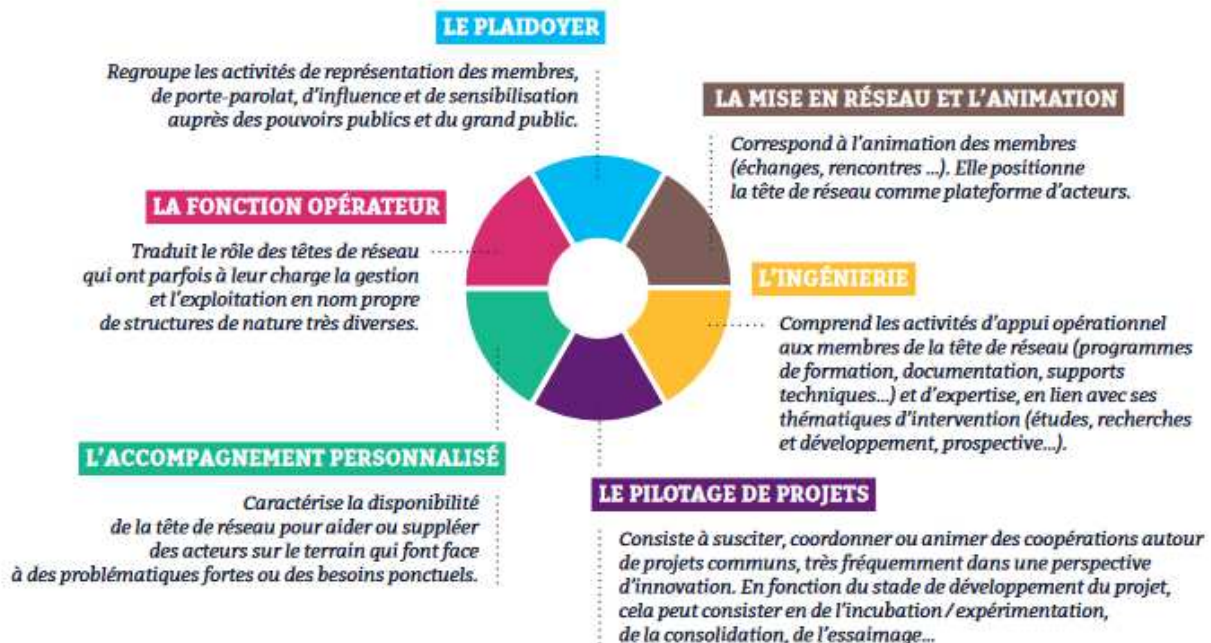 LE PLAIDOYER
Regroupe les activités de représentation des membres,
de porte-parolat, d'influence et de sensibilisation
auprès des pouvoirs publics et du grand public.
LA MISE EN RÉSEAU ET L'ANIMATION
Correspond à l'animation des membres
(échanges, rencontres ...). Elle positionne
la tête de réseau comme plateforme d'acteurs.
LA FONCTION OPÉRATEUR
Traduit le rôle des têtes de réseau
qui ont parfois à leur charge la gestion
et l'exploitation en nom propre
de structures de nature très diverses.
L'INGÉNIERIE
Comprend les activités d'appui opérationnel
aux membres de la tête de réseau (programmes
de formation, documentation, supports
techniques...) et d'expertise, en lien avec ses
thématiques d'intervention (études, recherches
et développement, prospective...).
L'ACCOMPAGNEMENT PERSONNALISÉ
Caractérise la disponibilité
de la tête de réseau pour aider ou suppléer
des acteurs sur le terrain qui font face
à des problématiques fortes ou des besoins ponctuels.
LE PILOTAGE DE PROJETS
Consiste à susciter, coordonner ou animer des coopérations autour
de projets communs, très fréquemment dans une perspective
d'innovation. En fonction du stade de développement du projet,
cela peut consister en de l'incubation / expérimentation,
de la consolidation, de l'essaimage...